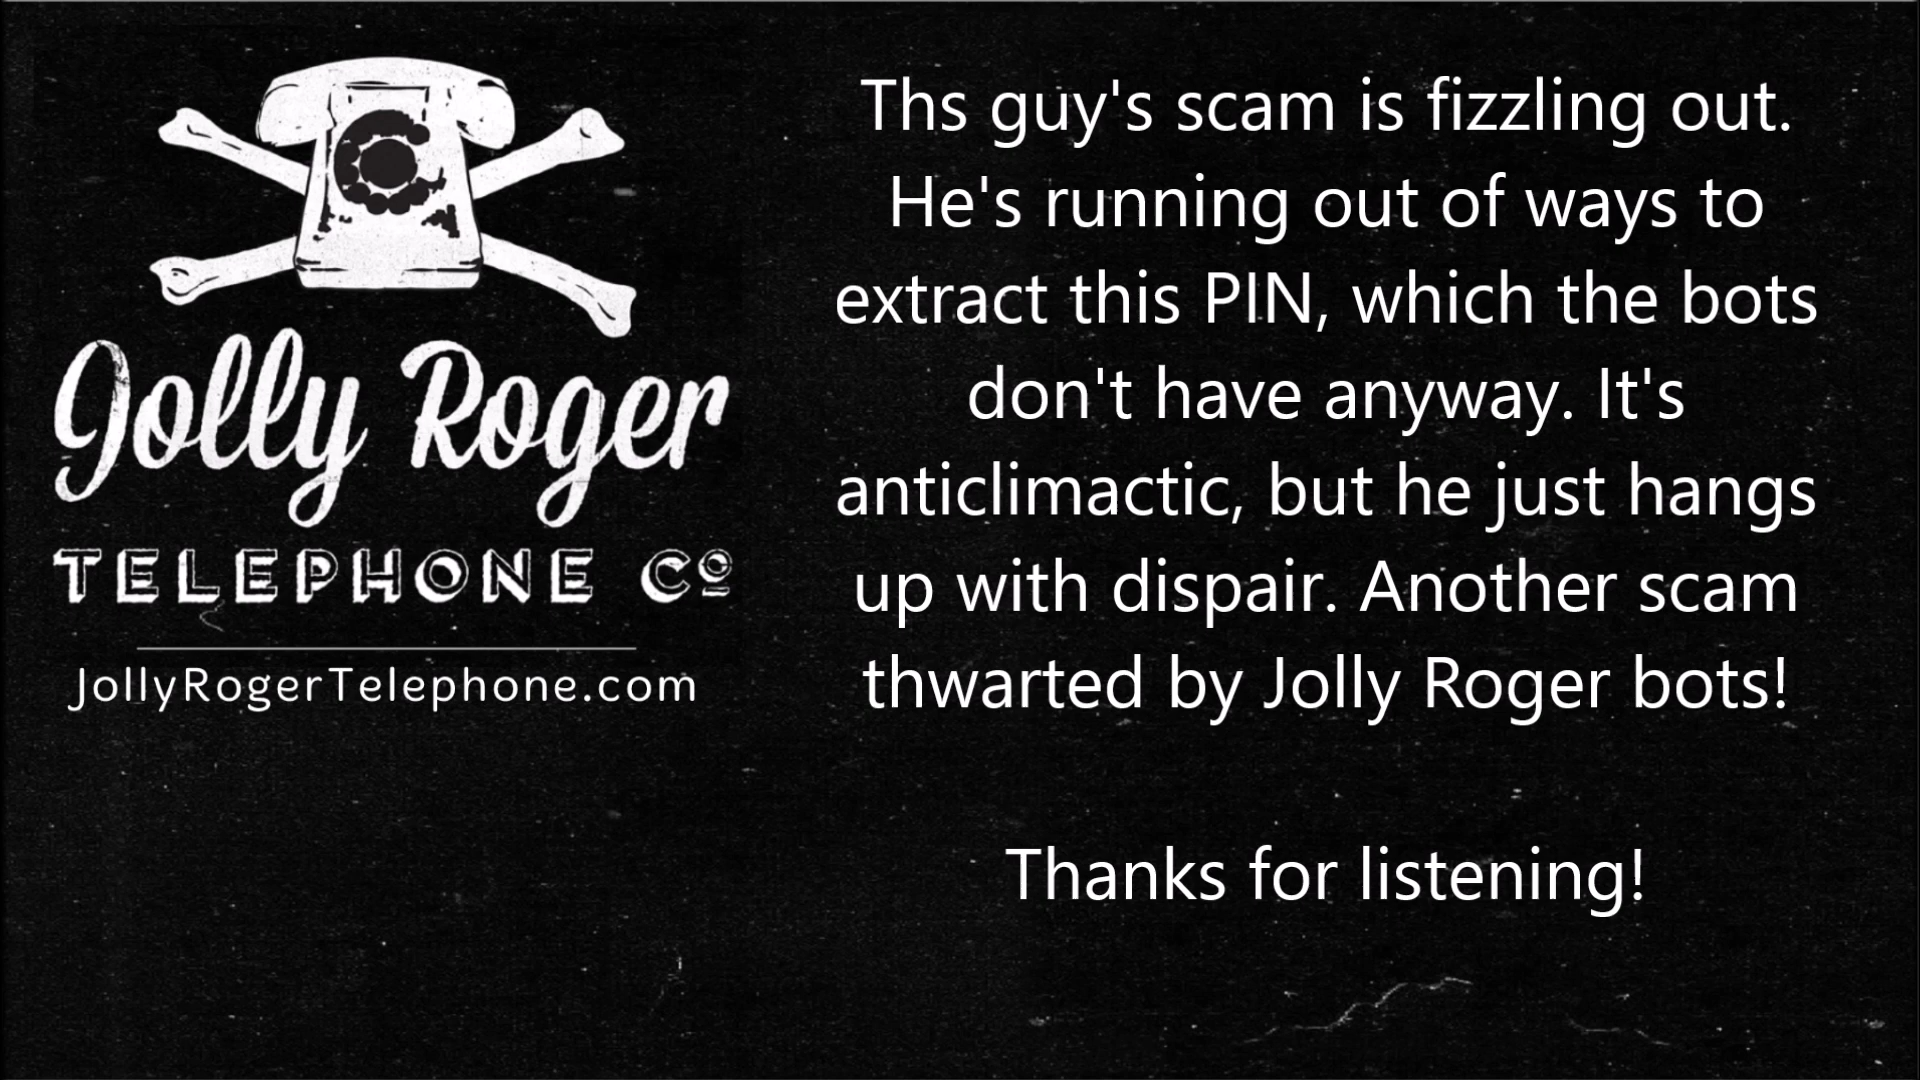 Jolly Roger
TELEPHONE Cº
JollyRogerTelephone.com
Ths guy's scam is fizzling out.
He's running out of ways to
extract this PIN, which the bots
don't have anyway. It's
anticlimactic, but he just hangs
up with dispair. Another scam
thwarted by Jolly Roger bots!
Thanks for listening!